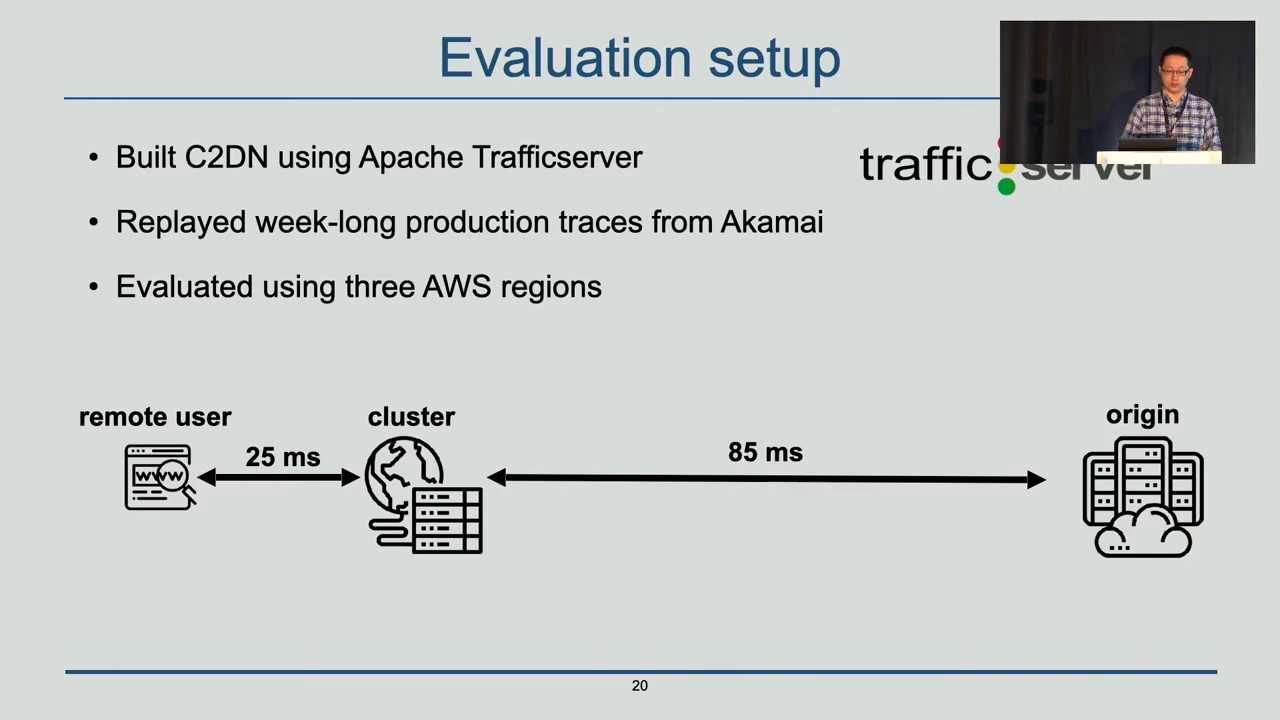 Evaluation setup
• Built C2DN using Apache Trafficserver
traffic server
• Replayed week-long production traces from Akamai
• Evaluated using three AWS regions
remote user
cluster
origin
25 ms
85 ms
WWW
20